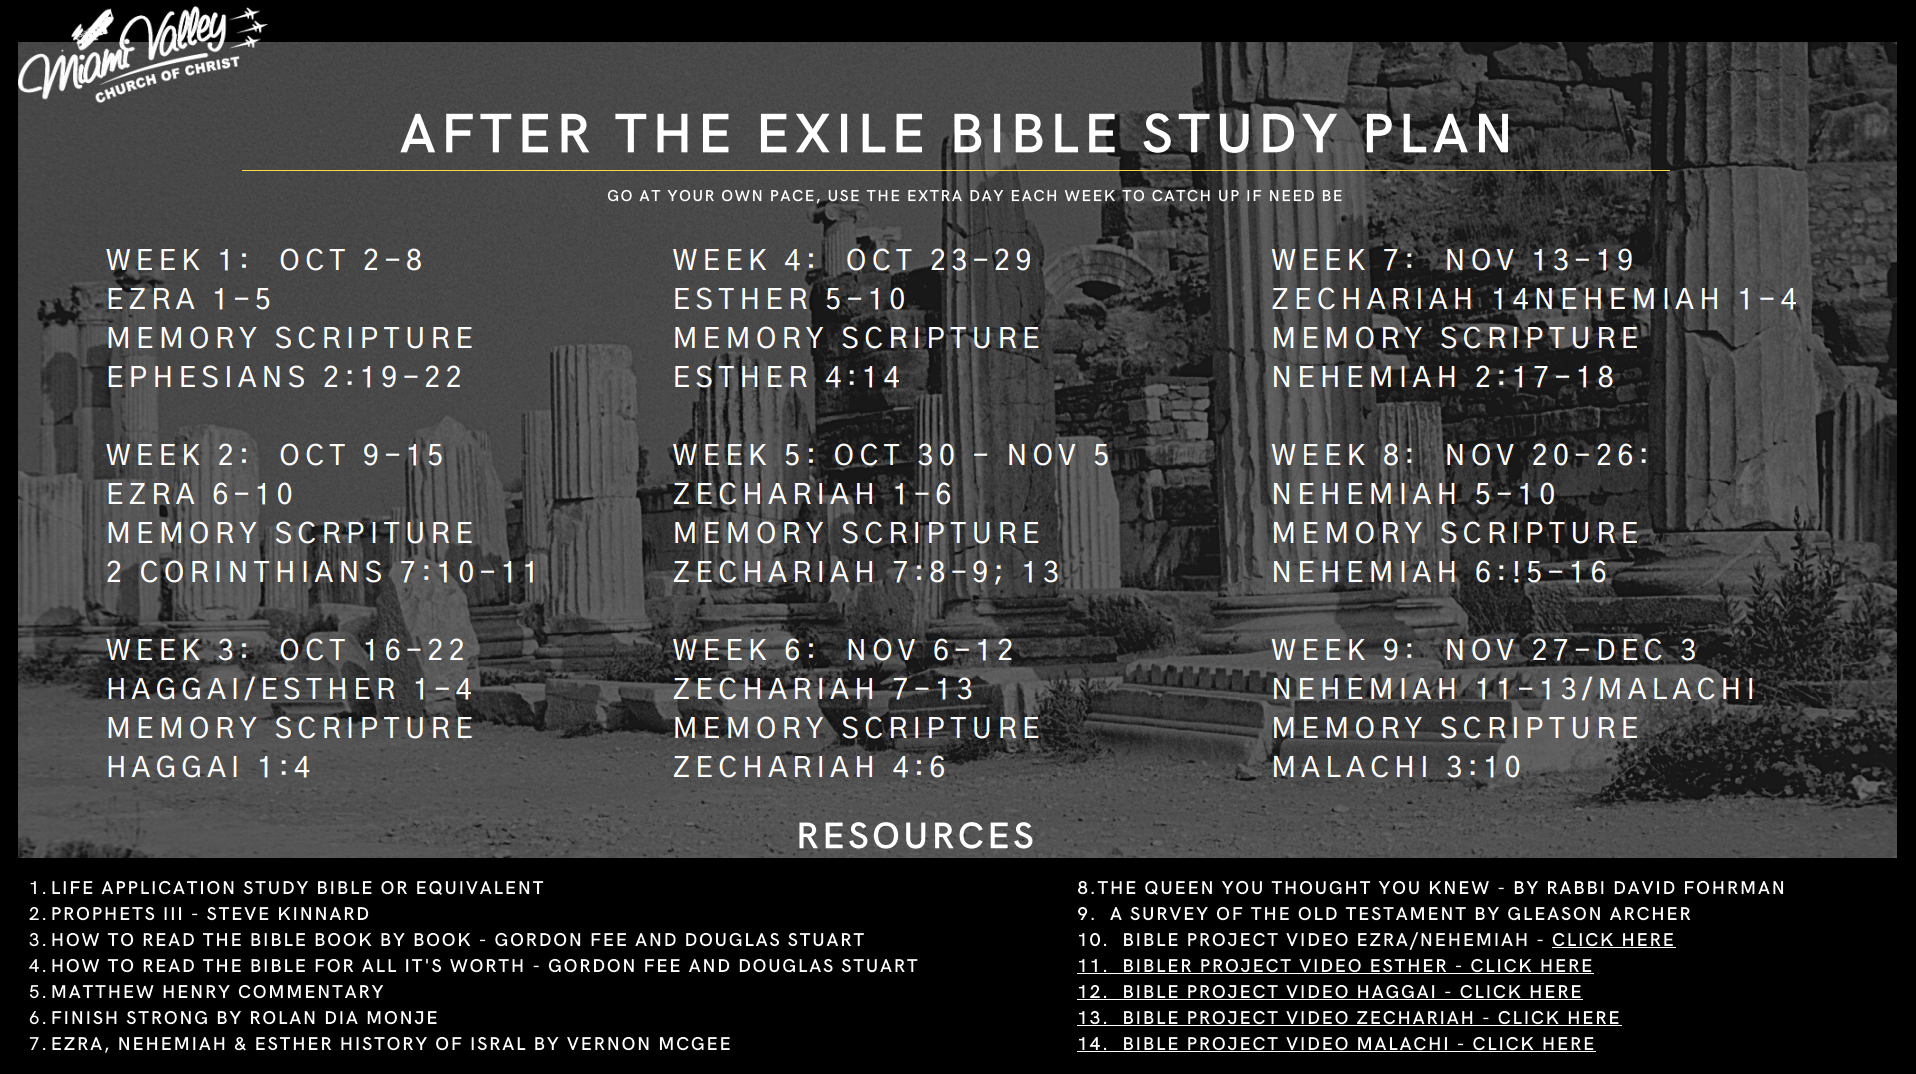 Miami Valley
CHURCH OF CHRIST
AFTER THE EXILE BIBLE STUDY PLAN
GO AT YOUR OWN PACE, USE THE EXTRA DAY EACH WEEK TO CATCH UP IF NEED BE
WEEK 1: OCT 2-8
EZRA 1-5
MEMORY SCRIPTURE
EPHESIANS 2:19-22
WEEK 2: OCT 9-15
EZRA 6-10
MEMORY SCRPITURE
2 CORINTHIANS 7:10-11
WEEK 3: OCT 16-22
HAGGAI/ESTHER 1-4
MEMORY SCRIPTURE
HAGGAI 1:4
WEEK 4: OCT 23-29
ESTHER 5-10
MEMORY SCRIPTURE
ESTHER 4:14
WEEK 5: OCT 30 - NOV 5
ZECHARIAH 1-6
MEMORY SCRIPTURE
ZECHARIAH 7:8-9; 13
WEEK 6: NOV 6-12
ZECHARIAH 7-13
MEMORY SCRIPTURE
ZECHARIAH 4:6
WEEK 7: NOV 13-19
ZECHARIAH 14NEHEMIAH 1-4
MEMORY SCRIPTURE
NEHEMIAH 2:17-18
WEEK 8: NOV 20-26:
NEHEMIAH 5-10
MEMORY SCRIPTURE
NEHEMIAH 6:!5-16
WEEK 9: NOV 27-DEC 3
NEHEMIAH 11-13/MALACHI
MEMORY SCRIPTURE
MALACHI 3:10
RESOURCES
1. LIFE APPLICATION STUDY BIBLE OR EQUIVALENT
2. PROPHETS III - STEVE KINNARD
3. HOW TO READ THE BIBLE BOOK BY BOOK - GORDON FEE AND DOUGLAS STUART
4. HOW TO READ THE BIBLE FOR ALL IT'S WORTH - GORDON FEE AND DOUGLAS STUART
5. MATTHEW HENRY COMMENTARY
6. FINISH STRONG BY ROLAN DIA MONJE
7. EZRA, NEHEMIAH & ESTHER HISTORY OF ISRAL BY VERNON MCGEE
8.THE QUEEN YOU THOUGHT YOU KNEW - BY RABBI DAVID FOHRMAN
9. A SURVEY OF THE OLD TESTAMENT BY GLEASON ARCHER
10. BIBLE PROJECT VIDEO EZRA/NEHEMIAH - CLICK HERE
11. BIBLER PROJECT VIDEO ESTHER - CLICK HERE
12. BIBLE PROJECT VIDEO HAGGAI - CLICK HERE
13. BIBLE PROJECT VIDEO ZECHARIAH - CLICK HERE
14. BIBLE PROJECT VIDEO MALACHI - CLICK HERE